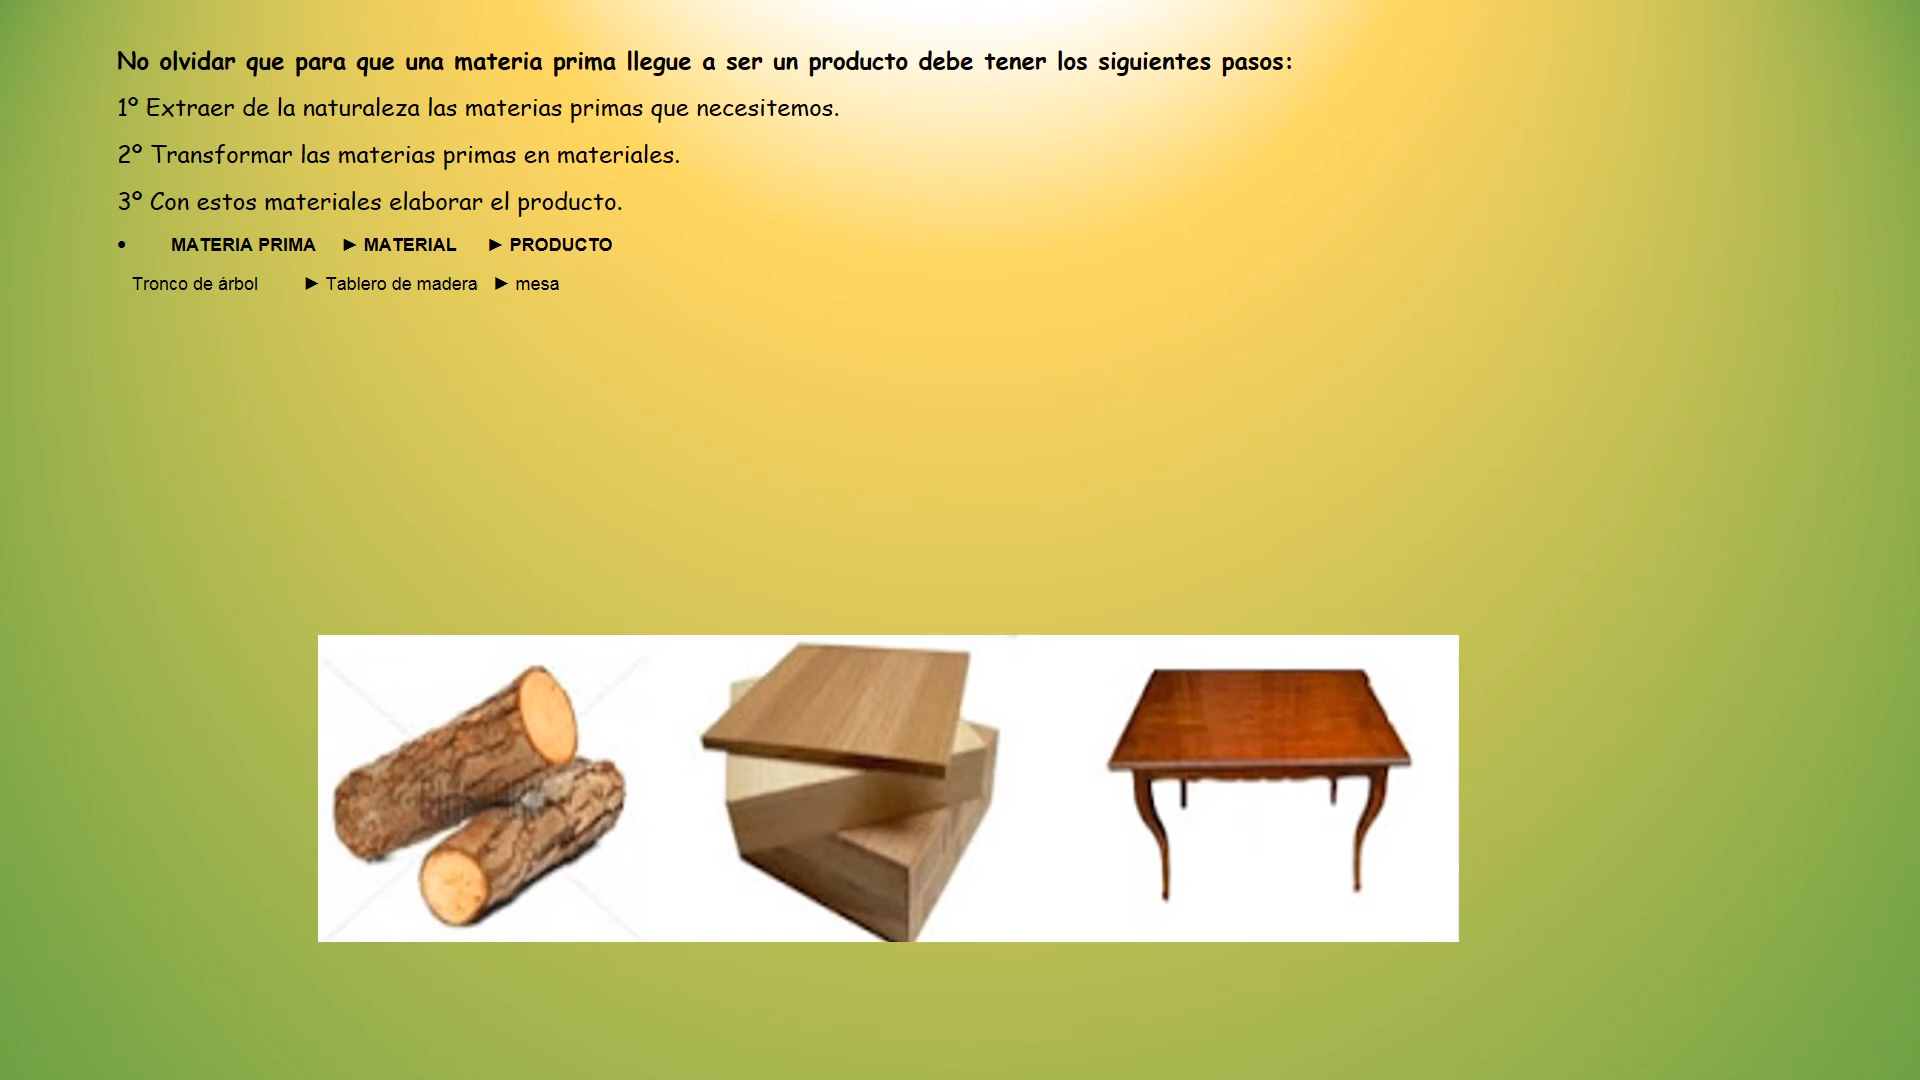 No olvidar que para que una materia prima llegue a ser un producto debe tener los siguientes pasos:
1º Extraer de la naturaleza las materias primas que necesitemos.
2º Transformar las materias primas en materiales.
3º Con estos materiales elaborar el producto.
• MATERIA PRIMA ► MATERIAL ► PRODUCTO
Tronco de árbol ► Tablero de madera ► mesa